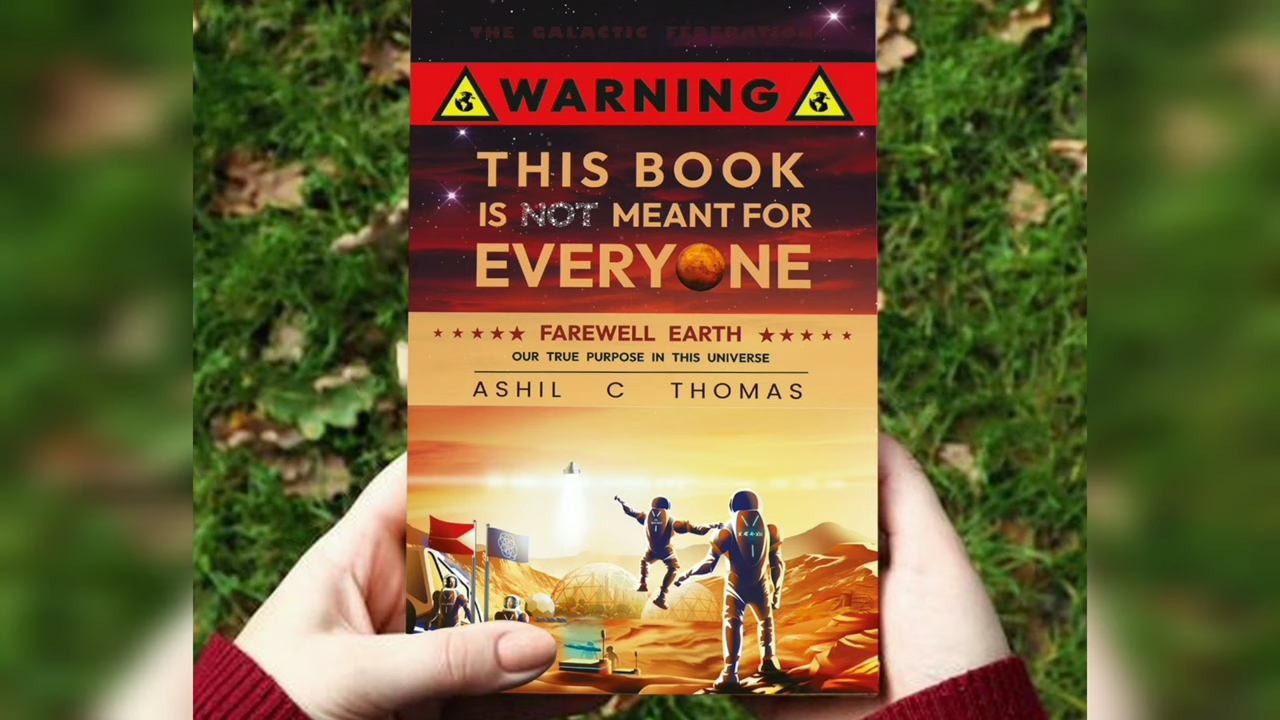 THE GALACTIC FEDERATION
WARNING
THIS BOOK
IS NOT MEANT FOR
EVERYONE
FAREWELL EARTH
OUR TRUE PURPOSE IN THIS UNIVERSE
ASHIL C THOMAS